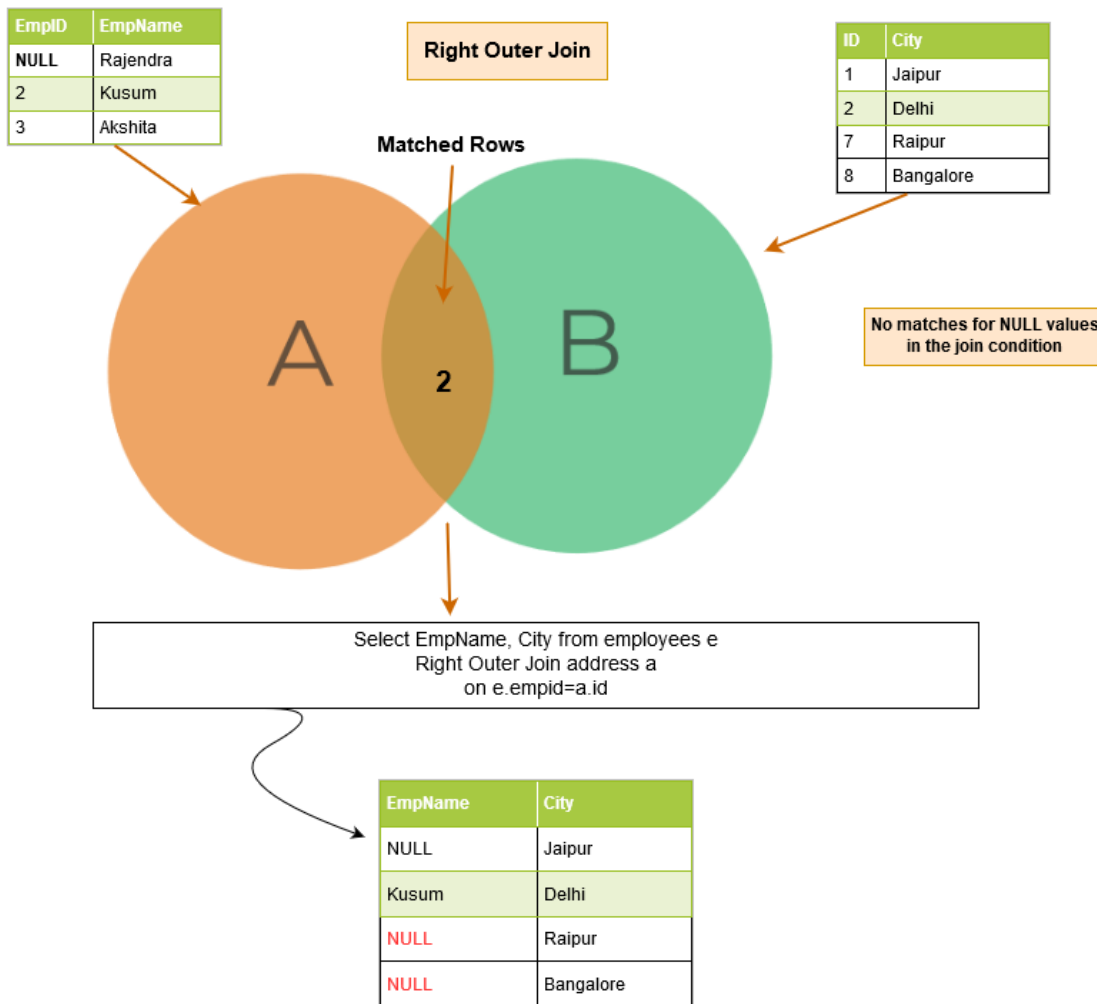 EmpID EmpName
NULL Rajendra
2 Kusum
3 Akshita
Right Outer Join
ID City
1 Jaipur
2 Delhi
7 Raipur
8 Bangalore
Matched Rows
A
B
2
No matches for NULL values
in the join condition
Select EmpName, City from employees e
Right Outer Join address a
on e.empid=a.id
EmpName City
NULL Jaipur
Kusum Delhi
NULL Raipur
NULL Bangalore